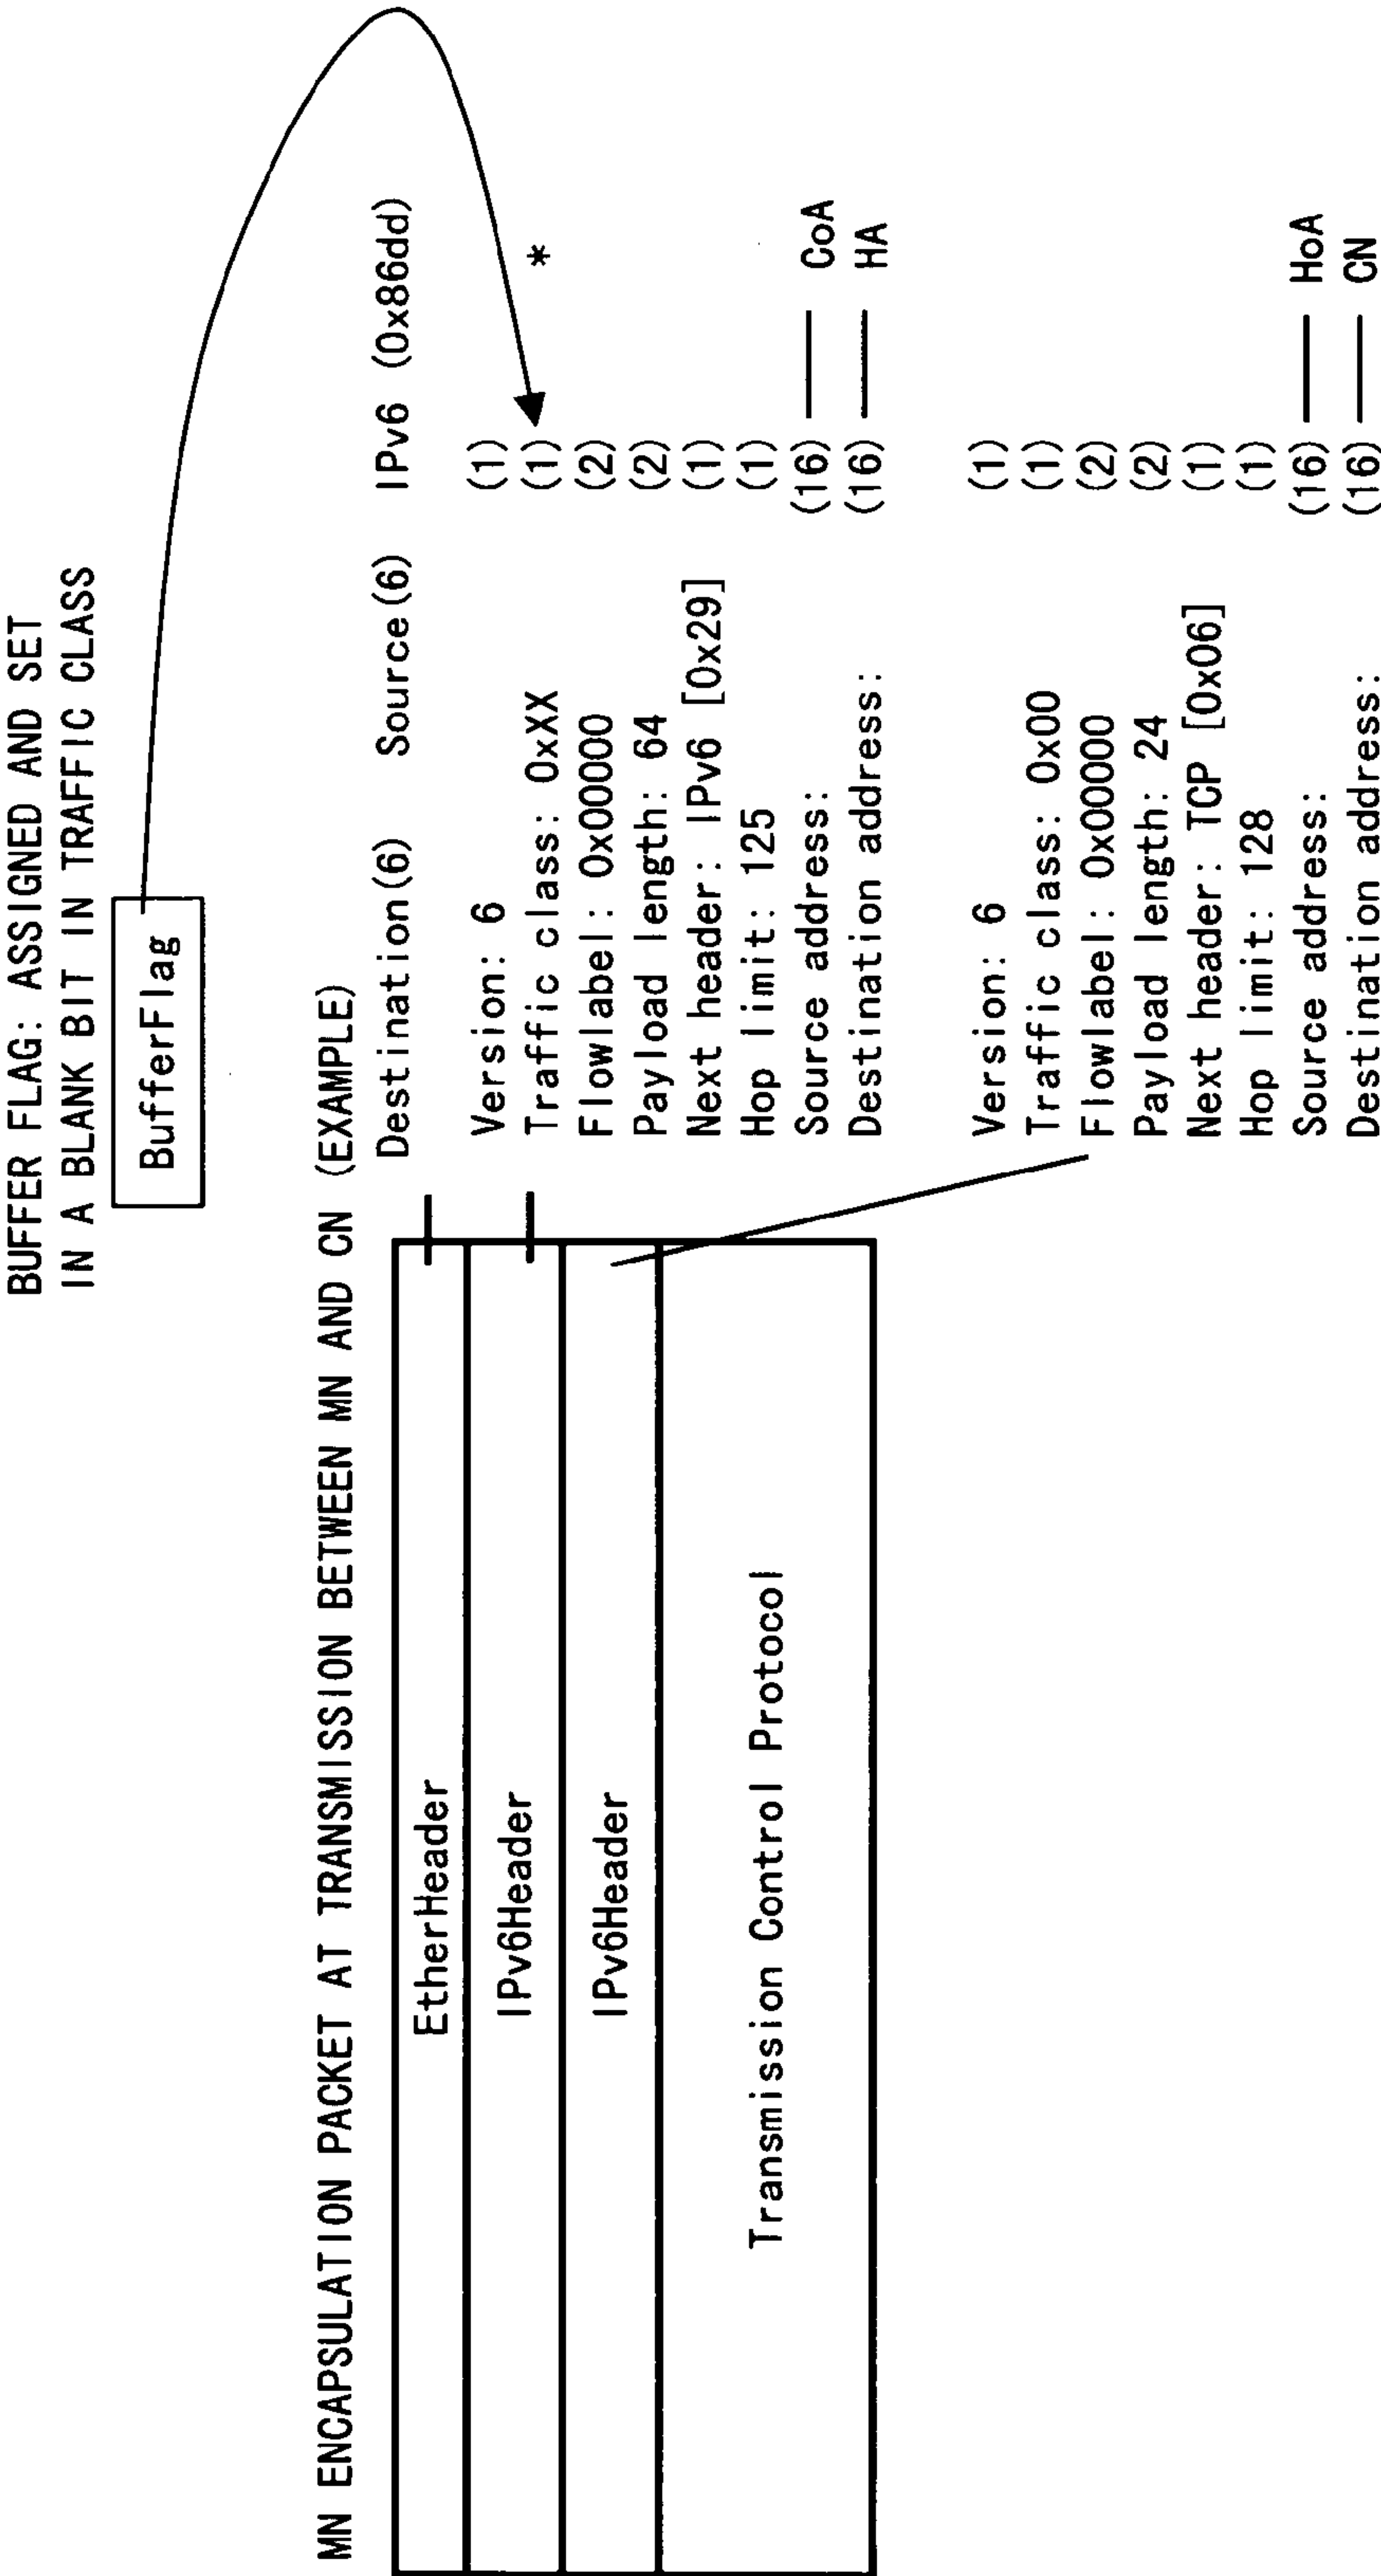 BUFFER FLAG: ASSIGNED AND SET
IN A BLANK BIT IN TRAFFIC CLASS
BufferFlag
MN ENCAPSULATION PACKET AT TRANSMISSION BETWEEN MN AND CN (EXAMPLE)
Destination(6) Source(6) IPv6 (0x86dd)
EtherHeader
IPv6Header
IPv6Header
Transmission Control Protocol
Version: 6 (1)
Traffic class: 0xXX (1) *
Flowlabel: 0x00000 (2)
Payload length: 64 (2)
Next header: IPv6 [0x29] (1)
Hop limit: 125 (1)
Source address: (16) CoA
Destination address: (16) HA
Version: 6 (1)
Traffic class: 0x00 (1)
Flowlabel: 0x00000 (2)
Payload length: 24 (2)
Next header: TCP [0x06] (1)
Hop limit: 128 (1)
Source address: (16) HoA
Destination address: (16) CN